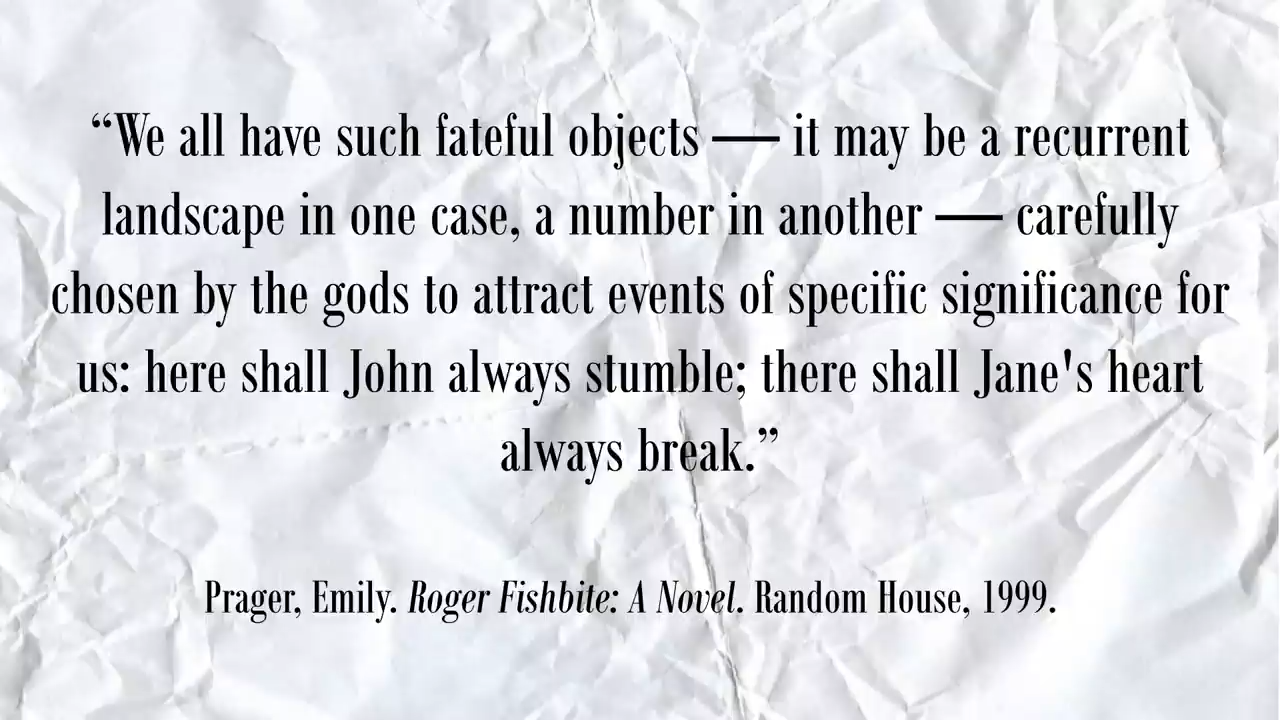 “We all have such fateful objects — it may be a recurrent
landscape in one case, a number in another — carefully
chosen by the gods to attract events of specific significance for
us: here shall John always stumble; there shall Jane's heart
always break.”
Prager, Emily. Roger Fishbite: A Novel. Random House, 1999.